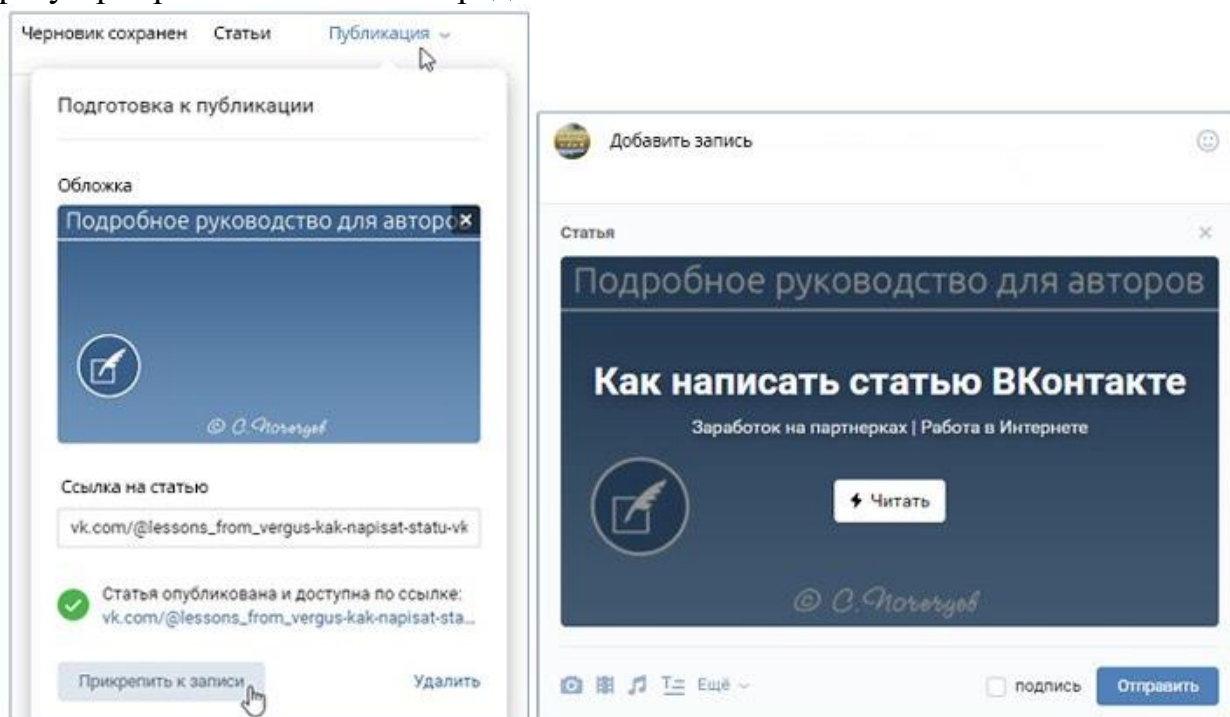 Черновик сохранен Статьи Публикация
Подготовка к публикации
Обложка
Подробное руководство для авторов
Ссылка на статью
vk.com/@lessons_from_vergus-kak-napisat-statu-vk
Статья опубликована и доступна по ссылке:
vk.com/@lessons_from_vergus-kak-napisat-sta...
Прикрепить к записи Удалить
Добавить запись
Статья
Подробное руководство для авторов
Как написать статью ВКонтакте
Заработок на партнерках | Работа в Интернете
Читать
Ещё подпись Отправить